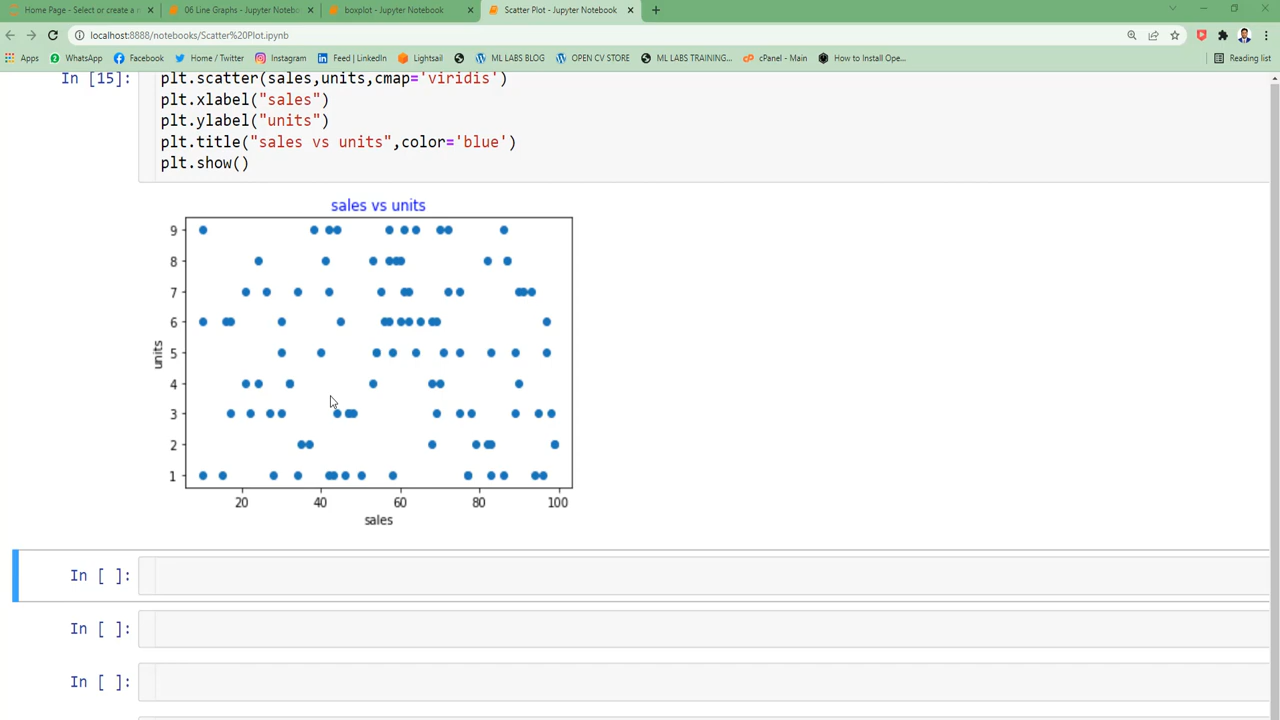 Home Page - Select or create a n
06 Line Graphs - Jupyter Notebo
boxplot - Jupyter Notebook
Scatter Plot - Jupyter Notebook
localhost:8888/notebooks/Scatter%20Plot.ipynb
Apps
WhatsApp
Facebook
Home / Twitter
Instagram
Feed | LinkedIn
Lightsail
ML LABS BLOG
OPEN CV STORE
ML LABS TRAINING...
cPanel - Main
How to Install Ope...
Reading list
In [15]:
plt.scatter(sales,units,cmap='viridis')
plt.xlabel("sales")
plt.ylabel("units")
plt.title("sales vs units",color='blue')
plt.show()
sales vs units
9
8
7
6
5
4
3
2
1
units
20 40 60 80 100
sales
In [ ]:
In [ ]:
In [ ]: